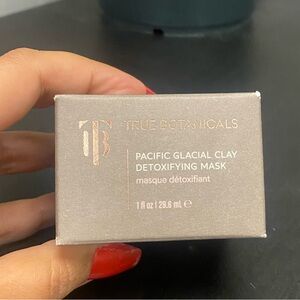 TB
TRUE BOTANICALS
PACIFIC GLACIAL CLAY
DETOXIFYING MASK
masque détoxifiant
1 fl oz | 29.6 mL ℮